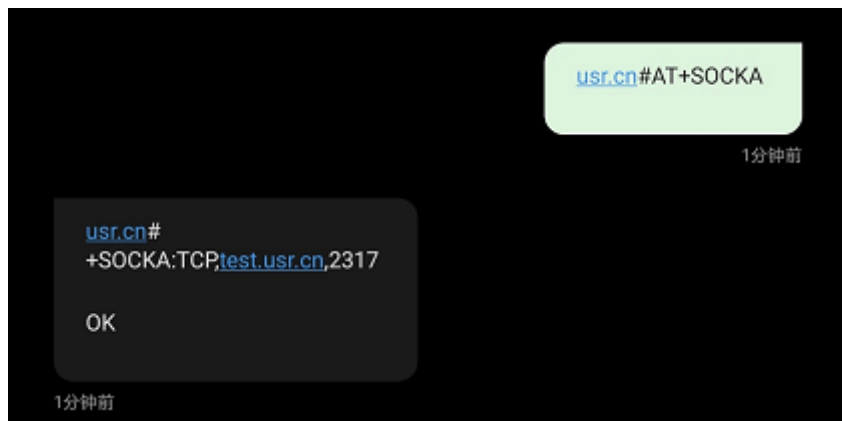 usr.cn#AT+SOCKA
1分钟前
usr.cn#
+SOCKA:TCP,test.usr.cn,2317
OK
1分钟前